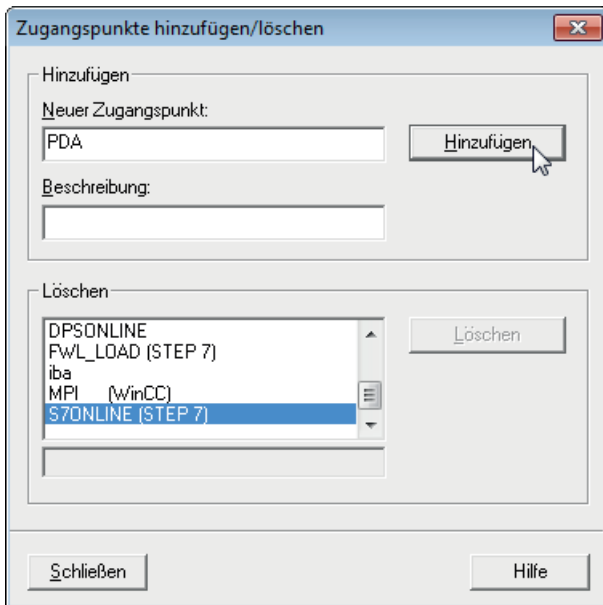 Zugangspunkte hinzufügen/löschen
Hinzufügen
Neuer Zugangspunkt:
PDA
Hinzufügen
Beschreibung:
Löschen
DPSONLINE
FWL_LOAD (STEP 7)
iba
MPI (WinCC)
S7ONLINE (STEP 7)
Löschen
Schließen
Hilfe